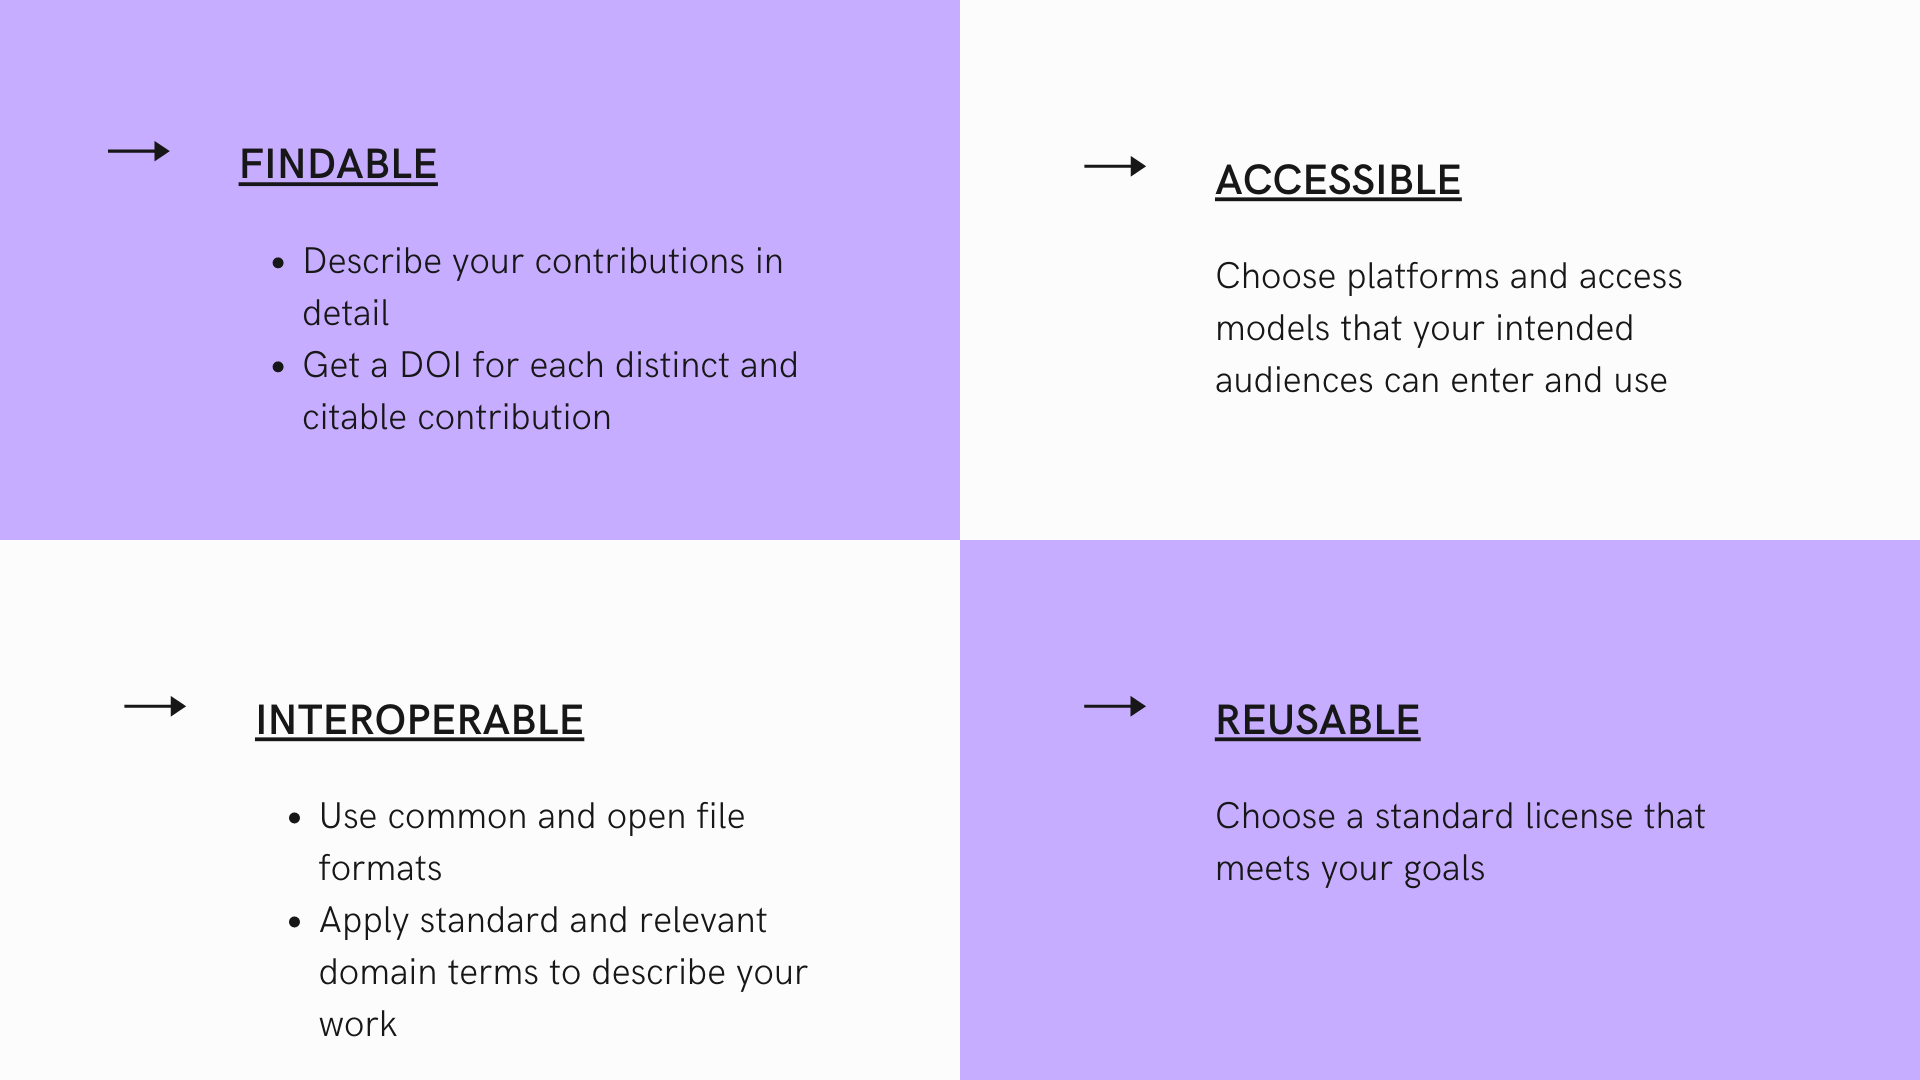 FINDABLE
• Describe your contributions in
detail
• Get a DOI for each distinct and
citable contribution
ACCESSIBLE
Choose platforms and access
models that your intended
audiences can enter and use
INTEROPERABLE
• Use common and open file
formats
• Apply standard and relevant
domain terms to describe your
work
REUSABLE
Choose a standard license that
meets your goals